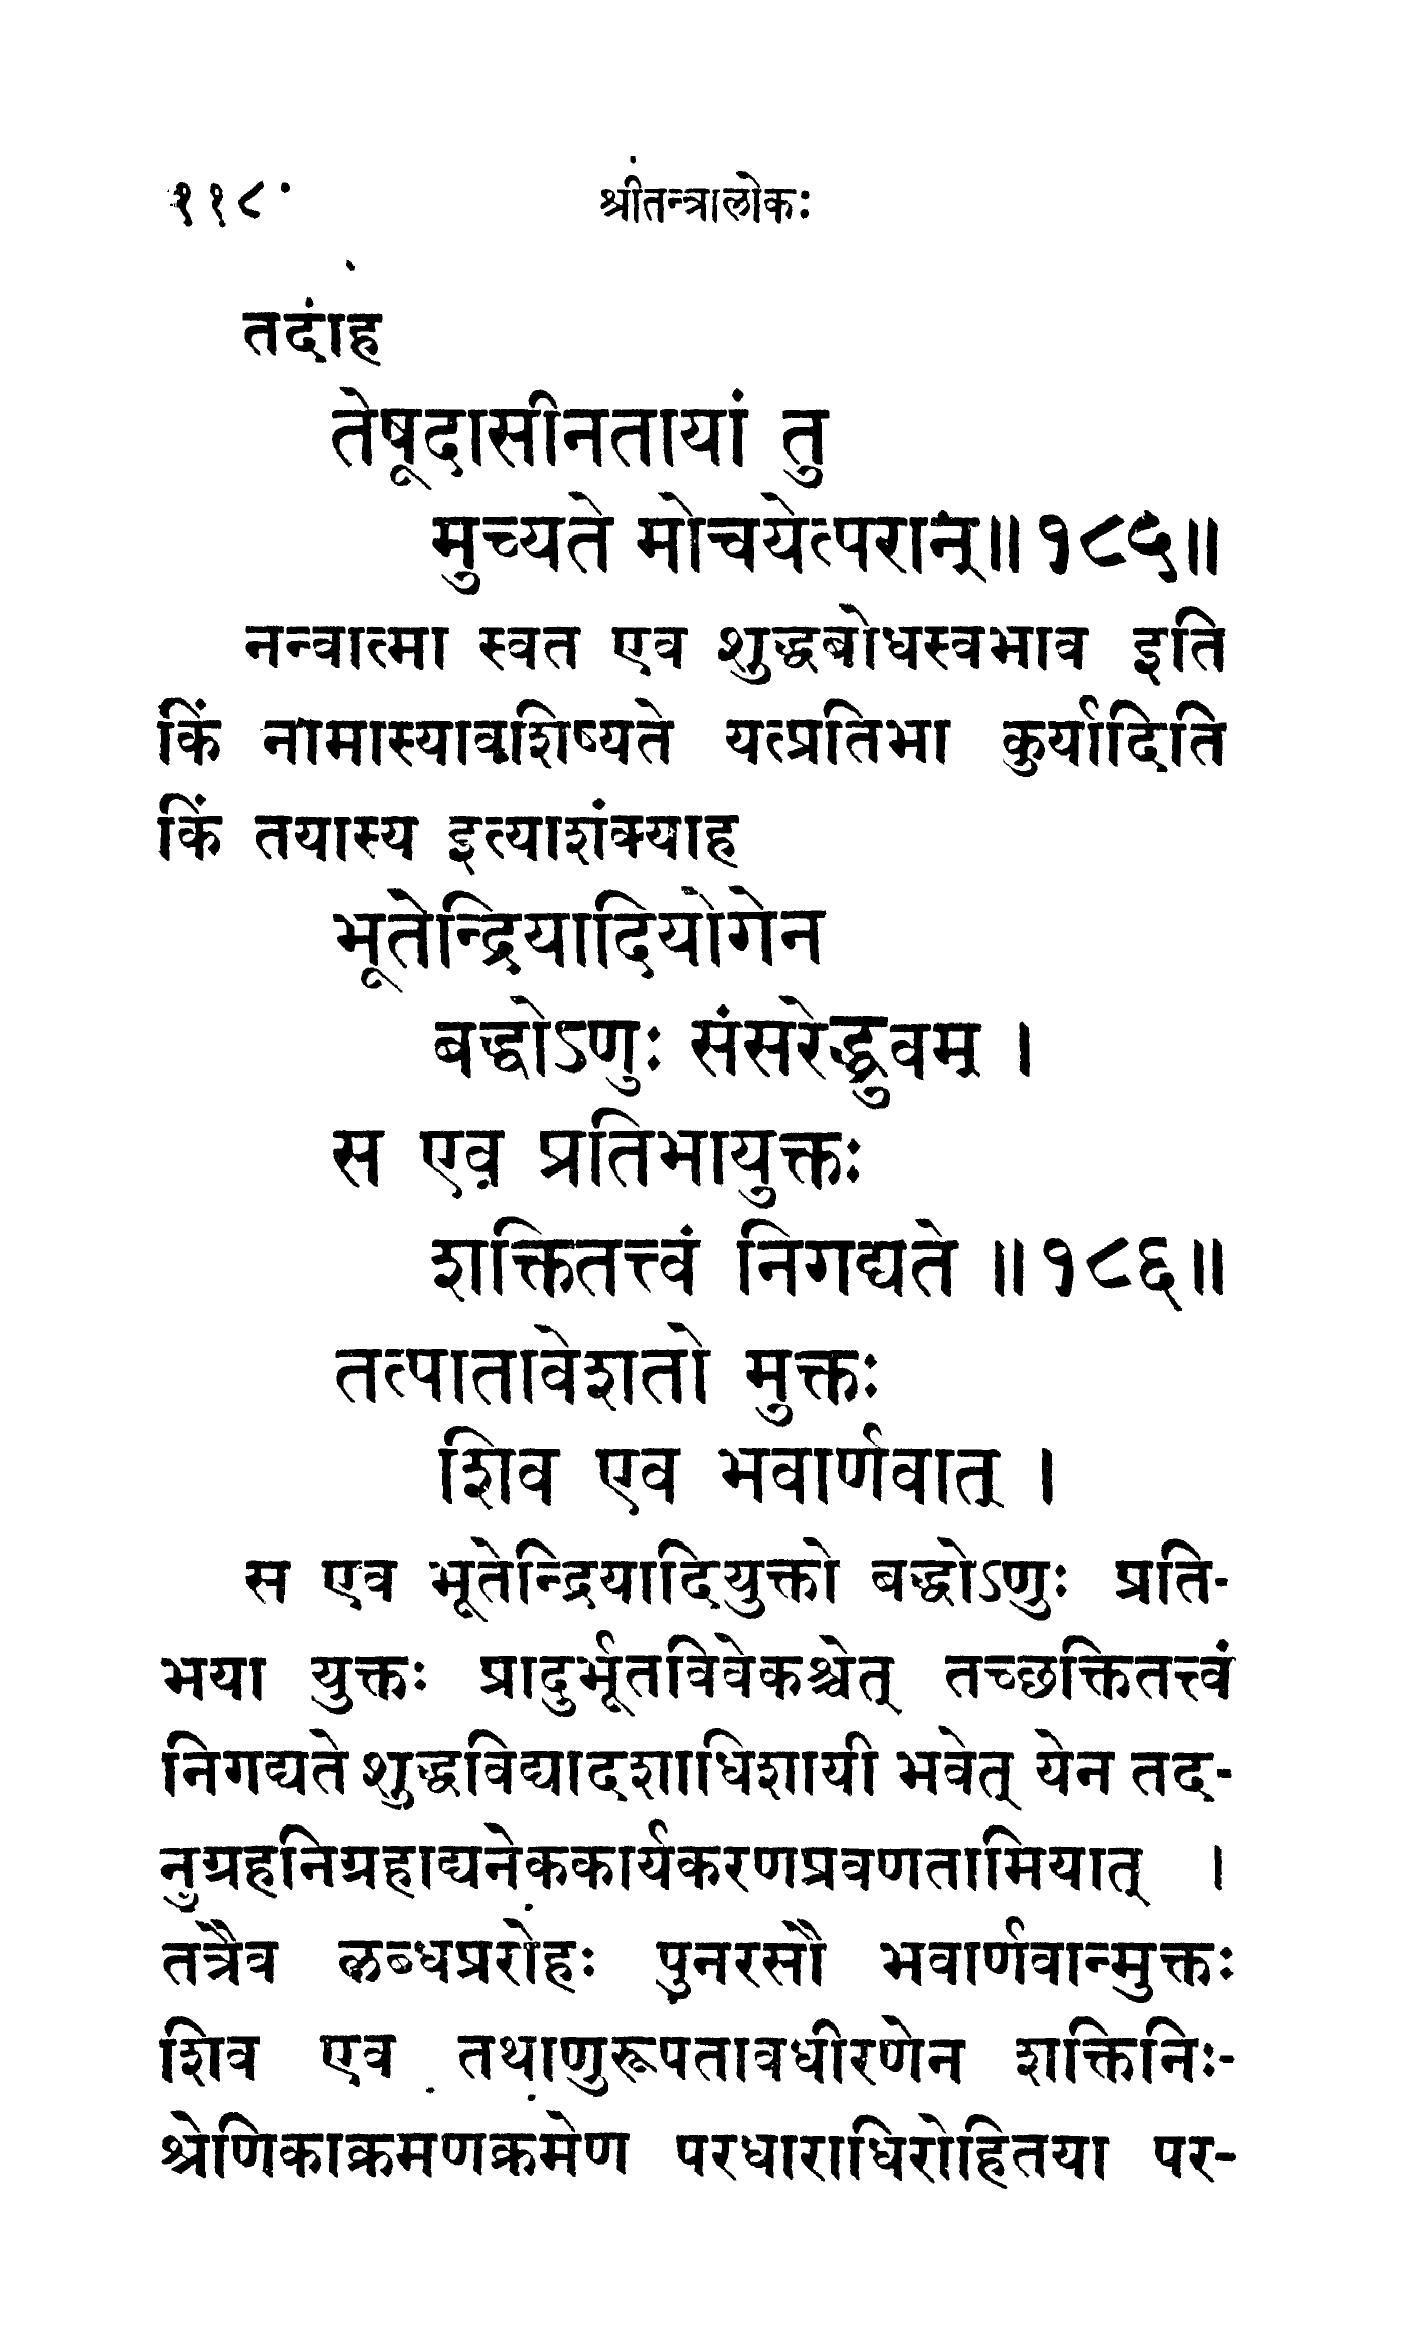 ११८ श्रीतन्त्रालोकः
तदाह
तेषूदासीनतायां तु
मुच्यते मोचयेत्परान् ॥ १८५ ॥
नन्वात्मा स्वत एव शुद्धबोधस्वभाव इति
किं नामास्यावशिष्यते यत्प्रतिभा कुर्यादिति
किं तयास्य इत्याशंक्याह
भूतेन्द्रियादियोगेन
बद्धोऽणुः संसरेद्ध्रुवम् ।
स एव प्रतिभायुक्तः
शक्तितत्त्वं निगद्यते ॥ १८६ ॥
तत्पातावेशतो मुक्तः
शिव एव भवार्णवात् ।
स एव भूतेन्द्रियादियुक्तो बद्धोऽणुः प्रति-
भया युक्तः प्रादुर्भूतविवेकश्चेत् तच्छक्तितत्त्वं
निगद्यते शुद्धविद्यादशाधिशायी भवेत् येन तद-
नुग्रहनिग्रहाद्यनेककार्यकरणप्रवणतामियात् ।
तत्रैव लब्धप्ररोहः पुनरसौ भवार्णवान्मुक्तः
शिव एव तथाणुरूपतावधीरणेन शक्तिनिः-
श्रेणिकाक्रमणक्रमेण परधाराधिरोहितया पर-